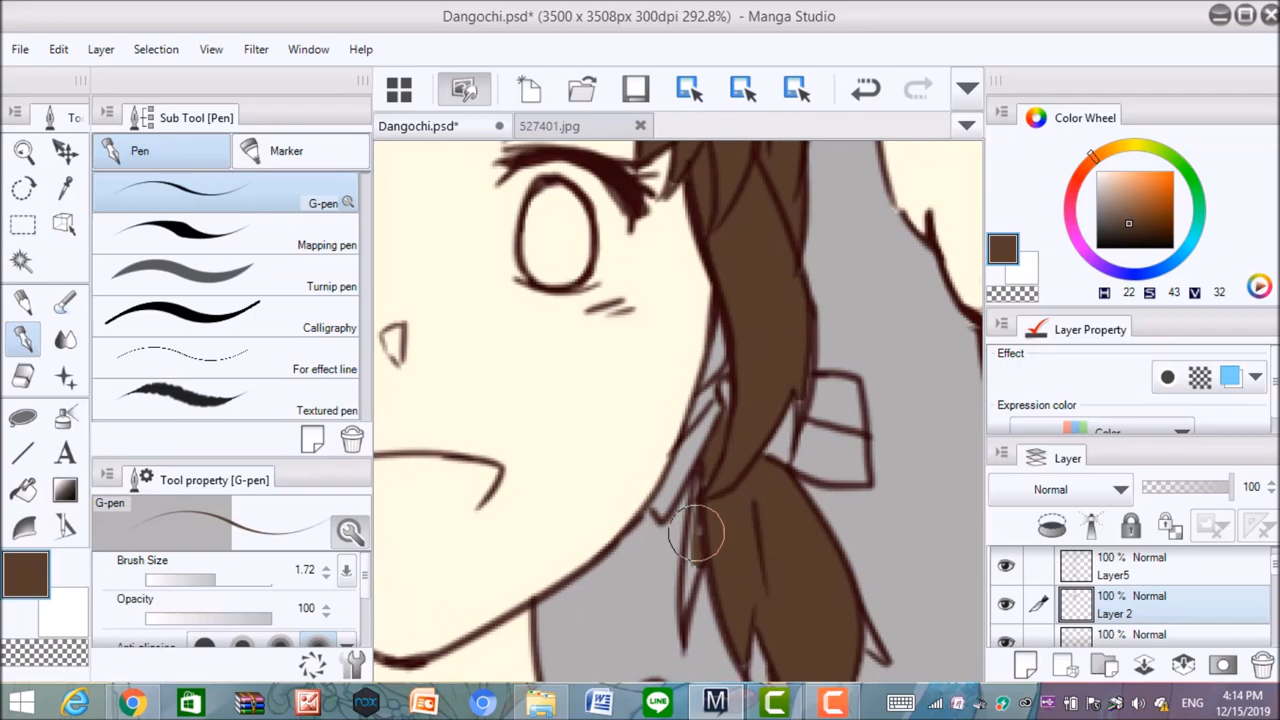 Dangochi.psd* (3500 x 3508px 300dpi 292.8%) - Manga Studio
File Edit Layer Selection View Filter Window Help
Sub Tool [Pen]
Pen Marker
G-pen
Mapping pen
Turnip pen
Calligraphy
For effect line
Textured pen
Tool property [G-pen]
G-pen
Brush Size 1.72
Opacity 100
Dangochi.psd* 527401.jpg
Color Wheel
H 22 S 43 V 32
Layer Property
Effect
Expression color
Layer
Normal 100
100 % Normal
Layer5
100 % Normal
Layer 2
100 % Normal
ENG
4:14 PM
12/15/2019